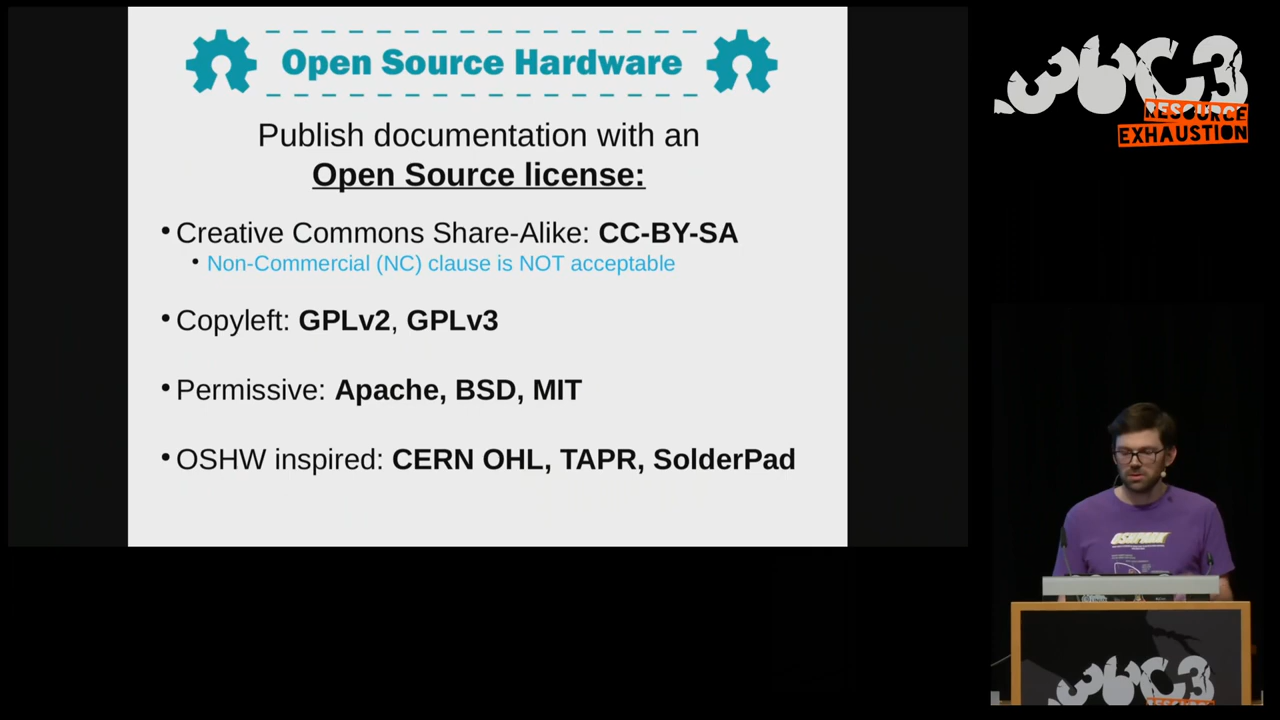 Open Source Hardware
Publish documentation with an
Open Source license:
• Creative Commons Share-Alike: CC-BY-SA
• Non-Commercial (NC) clause is NOT acceptable
• Copyleft: GPLv2, GPLv3
• Permissive: Apache, BSD, MIT
• OSHW inspired: CERN OHL, TAPR, SolderPad
36C3
RESOURCE
EXHAUSTION
OSHPARK
36C3